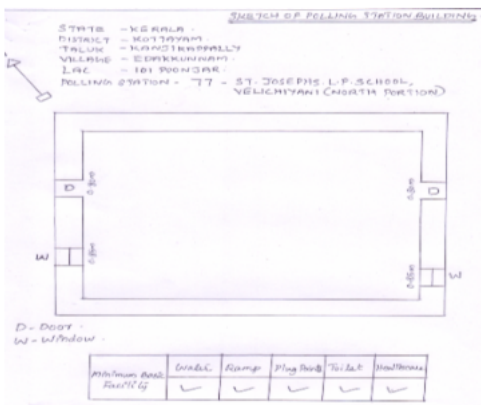 SKETCH OF POLLING STATION BUILDING
STATE - KERALA.
DISTRICT - KOTTAYAM.
TALUK - KANJIRAPPALLY
VILLAGE - EDAKKUNNAM.
LAC - 101 POONJAR.
POLLING STATION - 77 - ST. JOSEPHS. L.P. SCHOOL,
VELICHIYANI (NORTH PORTION)
D
D
W
W
D - Door.
W - Window.
Minimum Basic Facility
Water Ramp Plug Point Toilet